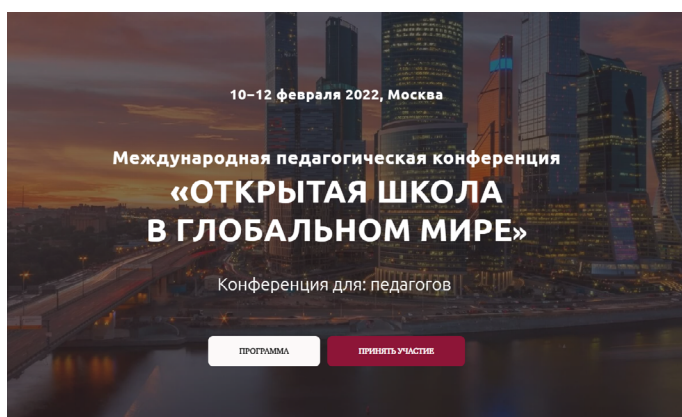 10–12 февраля 2022, Москва
Международная педагогическая конференция
«ОТКРЫТАЯ ШКОЛА
В ГЛОБАЛЬНОМ МИРЕ»
Конференция для: педагогов
ПРОГРАММА
ПРИНЯТЬ УЧАСТИЕ